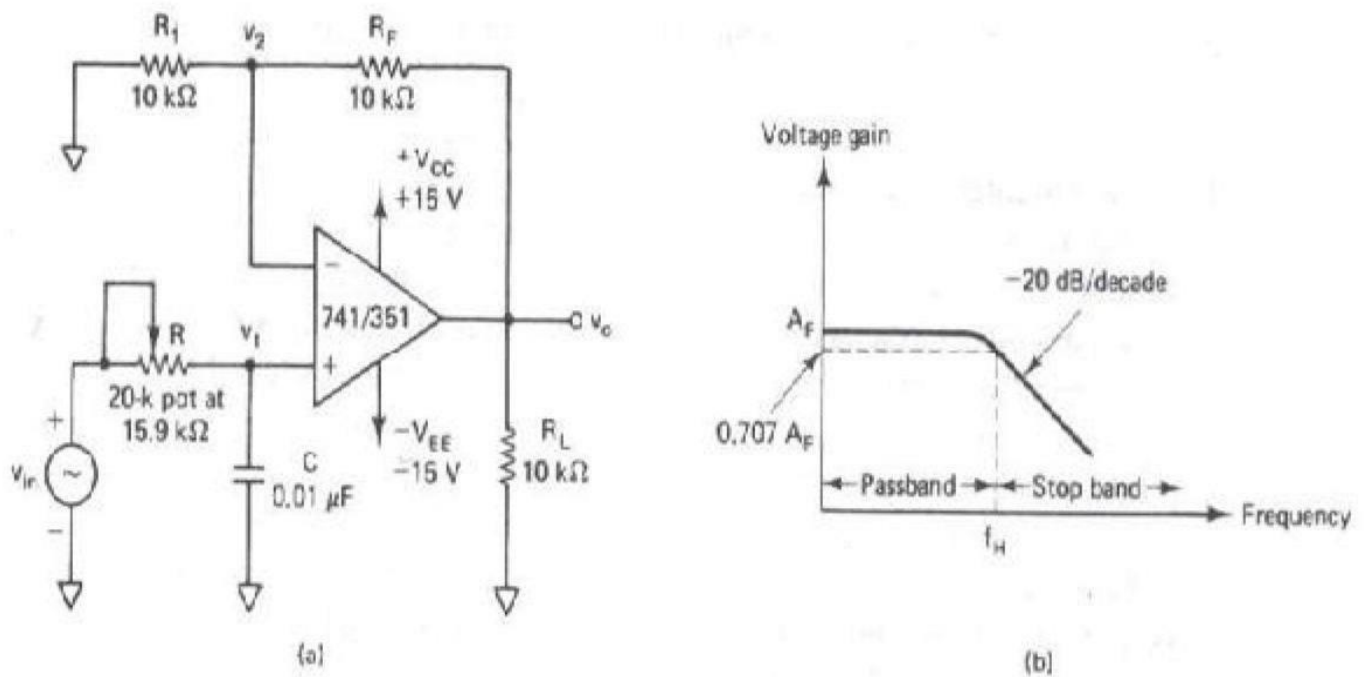 R1
10 kΩ
v2
RF
10 kΩ
+VCC
+15 V
−
741/351
+
vo
R
v1
20-k pot at
15.9 kΩ
+
vin
~
−
C
0.01 μF
−VEE
−15 V
RL
10 kΩ
(a)
Voltage gain
−20 dB/decade
AF
0.707 AF
Passband
Stop band
Frequency
fH
(b)